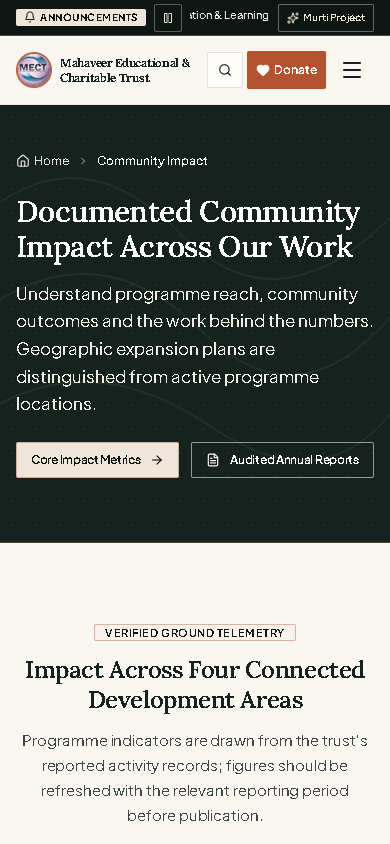 ANNOUNCEMENTS
ation & Learning
Murti Project
MECT
Mahaveer Educational &
Charitable Trust
Donate
Home
Community Impact
Documented Community
Impact Across Our Work
Understand programme reach, community
outcomes and the work behind the numbers.
Geographic expansion plans are
distinguished from active programme
locations.
Core Impact Metrics
Audited Annual Reports
VERIFIED GROUND TELEMETRY
Impact Across Four Connected
Development Areas
Programme indicators are drawn from the trust's
reported activity records; figures should be
refreshed with the relevant reporting period
before publication.